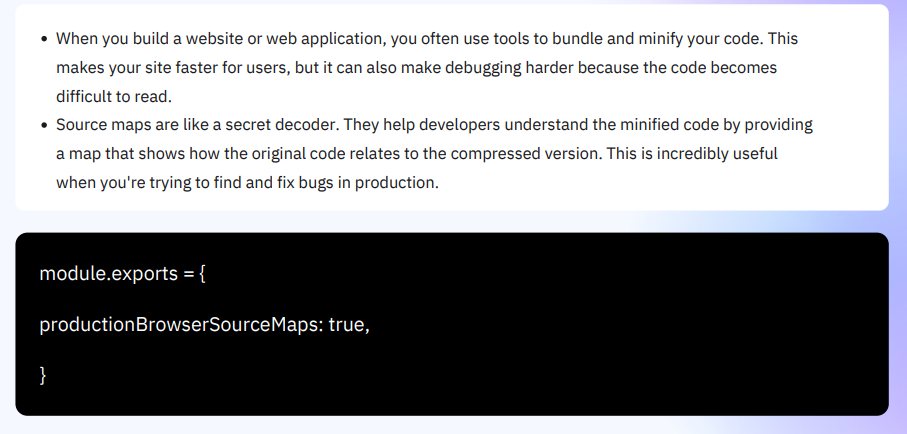 • When you build a website or web application, you often use tools to bundle and minify your code. This
makes your site faster for users, but it can also make debugging harder because the code becomes
difficult to read.
• Source maps are like a secret decoder. They help developers understand the minified code by providing
a map that shows how the original code relates to the compressed version. This is incredibly useful
when you're trying to find and fix bugs in production.
module.exports = {
productionBrowserSourceMaps: true,
}